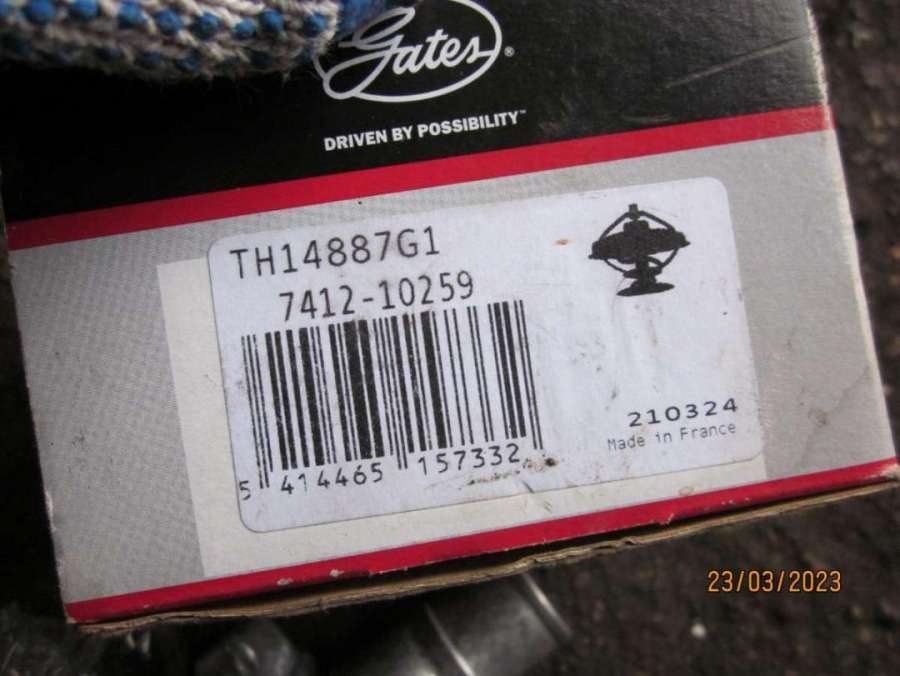 Gates®
DRIVEN BY POSSIBILITY™
TH14887G1
7412-10259
5 414465 157332
210324
Made in France
23/03/2023